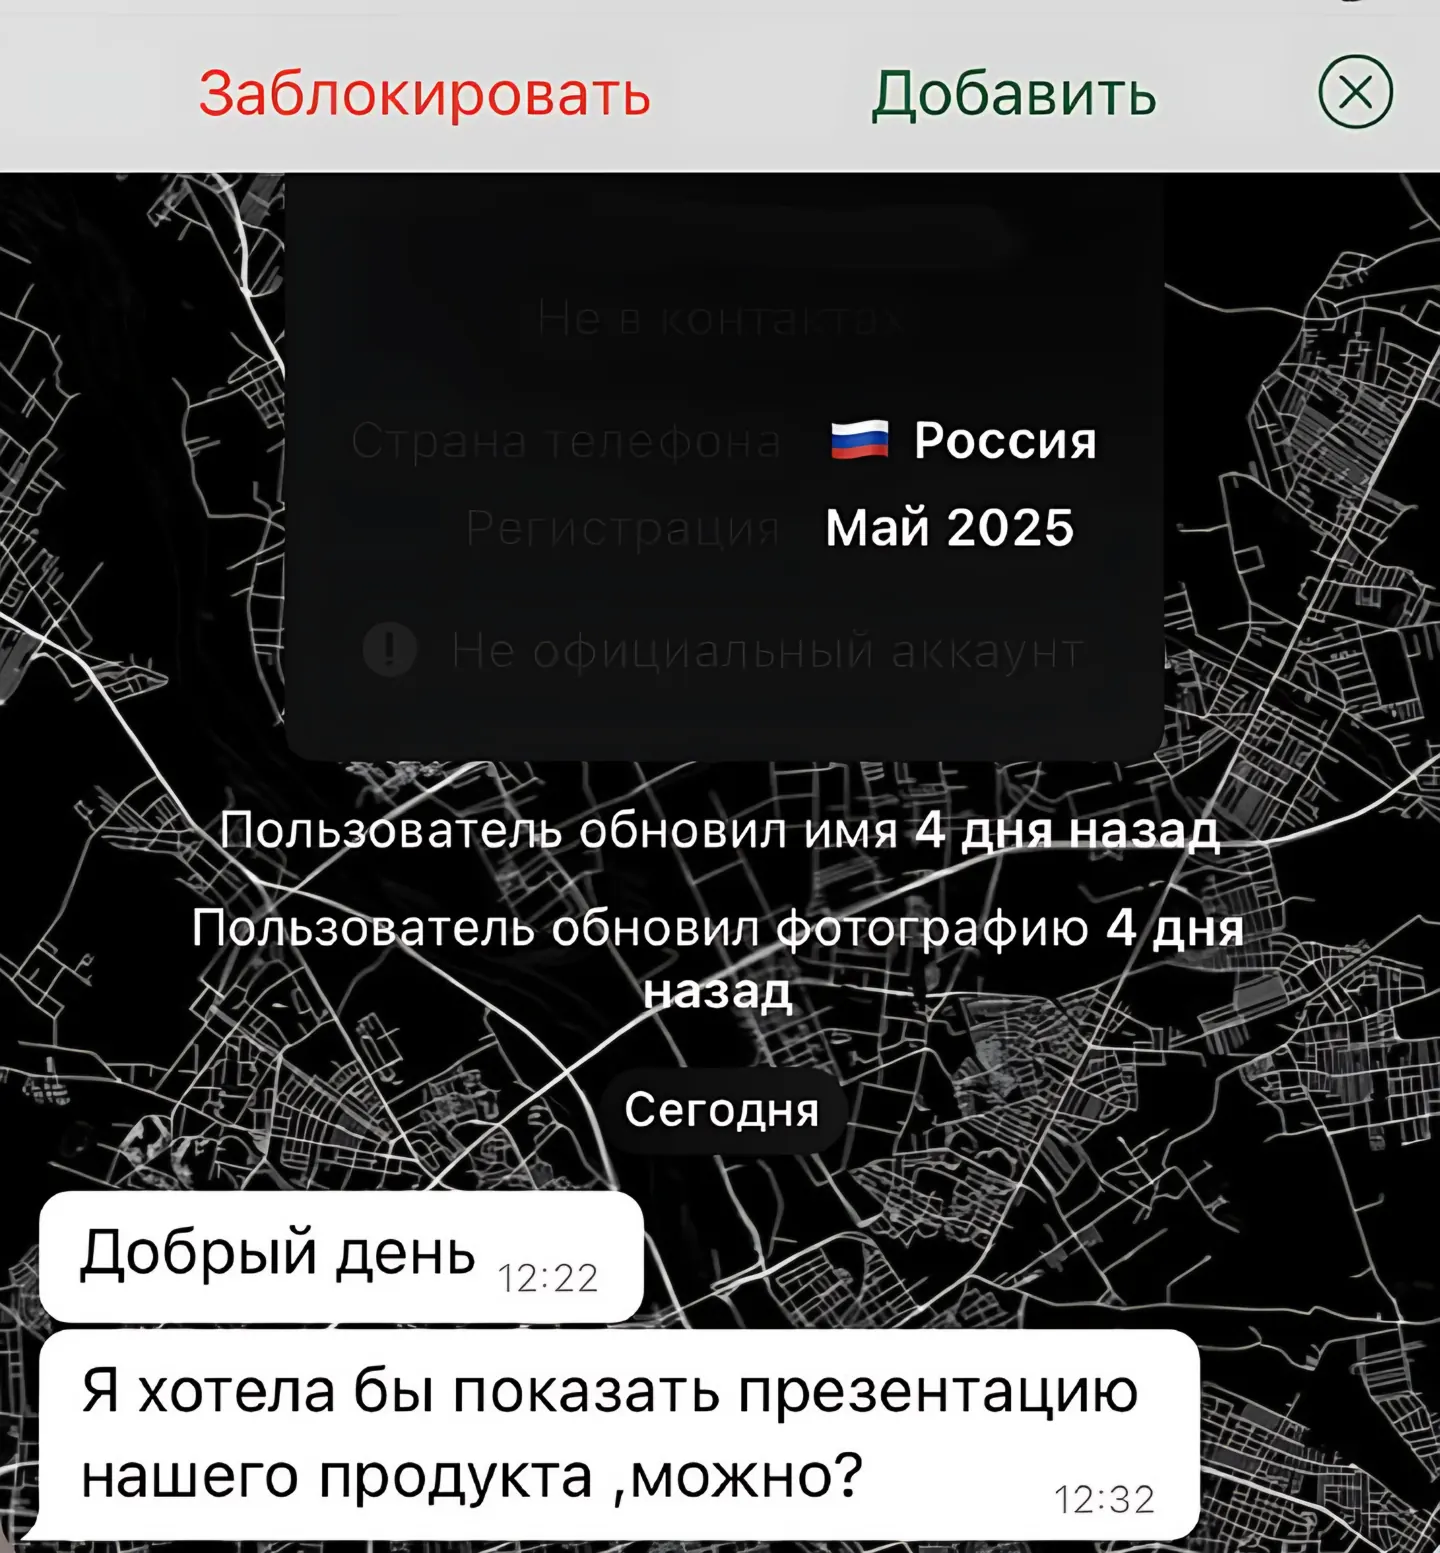 Заблокировать Добавить
Не в контактах
Страна телефона 🇷🇺 Россия
Регистрация Май 2025
! Не официальный аккаунт
Пользователь обновил имя 4 дня назад
Пользователь обновил фотографию 4 дня
назад
Сегодня
Добрый день 12:22
Я хотела бы показать презентацию
нашего продукта ,можно? 12:32